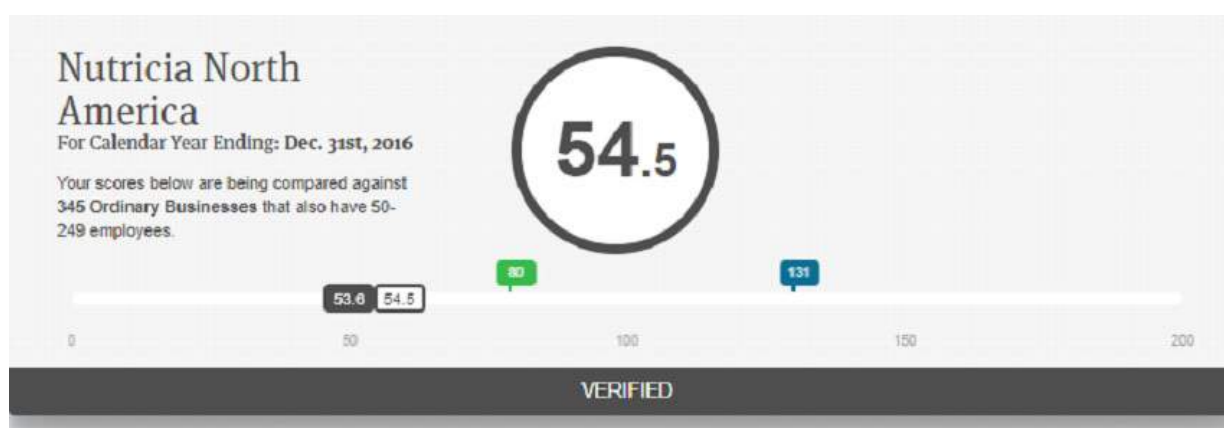 Nutricia North
America
For Calendar Year Ending: Dec. 31st, 2016
Your scores below are being compared against
345 Ordinary Businesses that also have 50-
249 employees.
54.5
80
131
53.6 54.5
0 50 100 150 200
VERIFIED